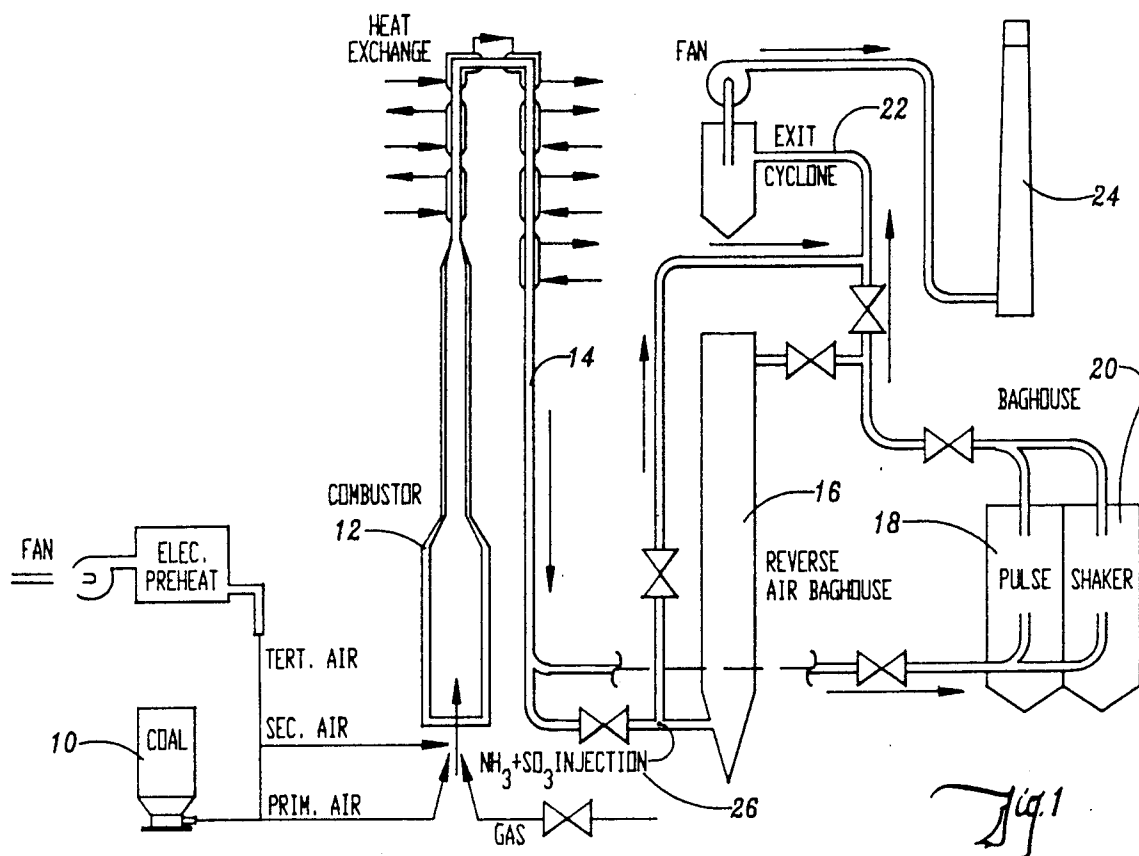 HEAT
EXCHANGE
FAN
EXIT
CYCLONE
22
24
14
20
BAGHOUSE
COMBUSTOR
12
16
18
FAN
ELEC.
PREHEAT
REVERSE
AIR BAGHOUSE
PULSE
SHAKER
TERT. AIR
10
COAL
SEC. AIR
NH3+SO3 INJECTION
26
PRIM. AIR
GAS
Fig.1